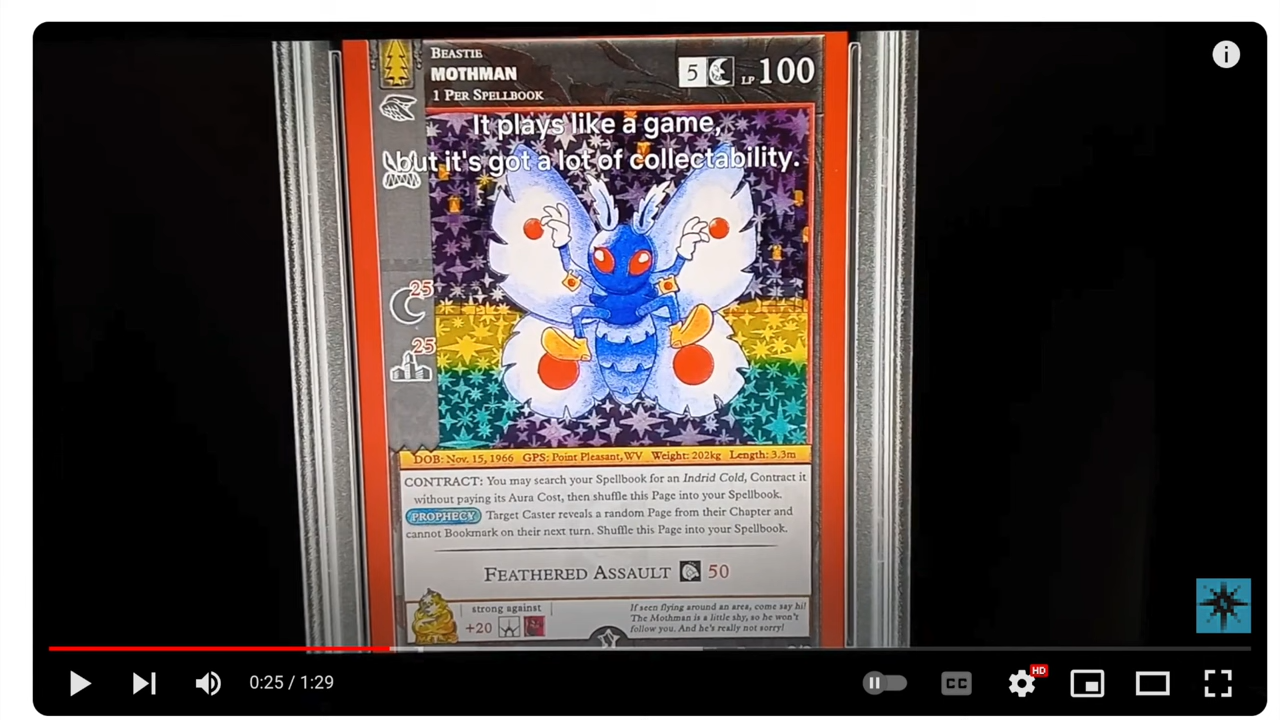 BEASTIE
MOTHMAN
1 PER SPELLBOOK
5
LP 100
It plays like a game,
but it's got a lot of collectability.
25
25
DOB: Nov. 15, 1966 GPS: Point Pleasant, WV Weight: 202kg Length: 3.3m
CONTRACT: You may search your Spellbook for an Indrid Cold, Contract it
without paying its Aura Cost, then shuffle this Page into your Spellbook.
PROPHECY Target Caster reveals a random Page from their Chapter and
cannot Bookmark on their next turn. Shuffle this Page into your Spellbook.
FEATHERED ASSAULT 50
strong against
+20
If seen flying around an area, come say hi!
The Mothman is a little shy, so he won't
follow you. And he's really not sorry!
0:25 / 1:29
CC
HD